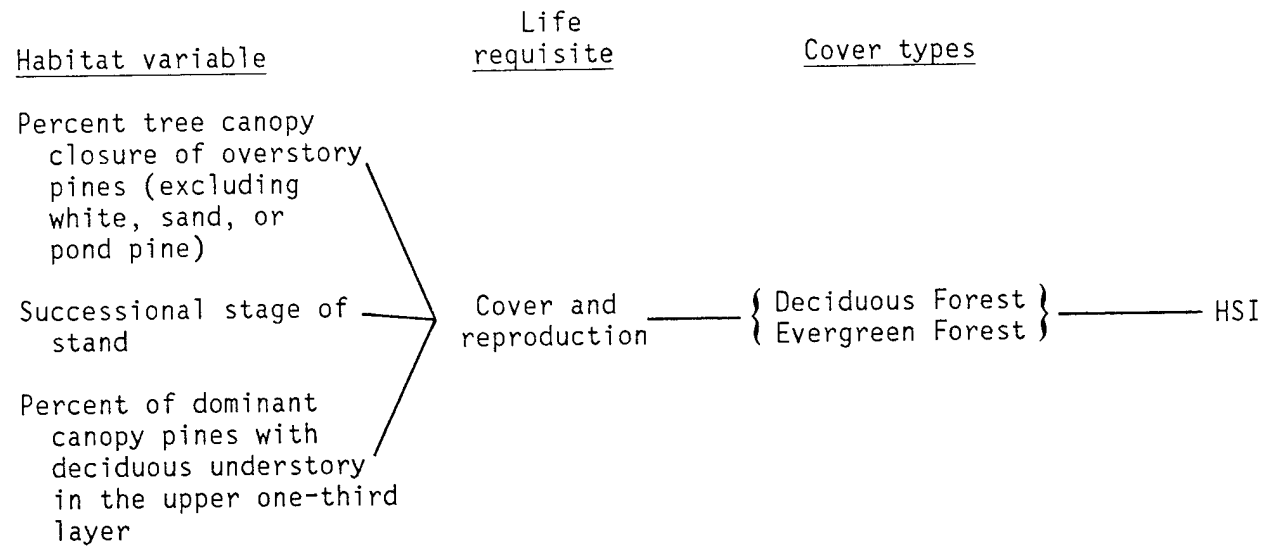 Habitat variable
Life
requisite
Cover types
Percent tree canopy
closure of overstory
pines (excluding
white, sand, or
pond pine)
Successional stage of
stand
Percent of dominant
canopy pines with
deciduous understory
in the upper one-third
layer
Cover and
reproduction
Deciduous Forest
Evergreen Forest
HSI